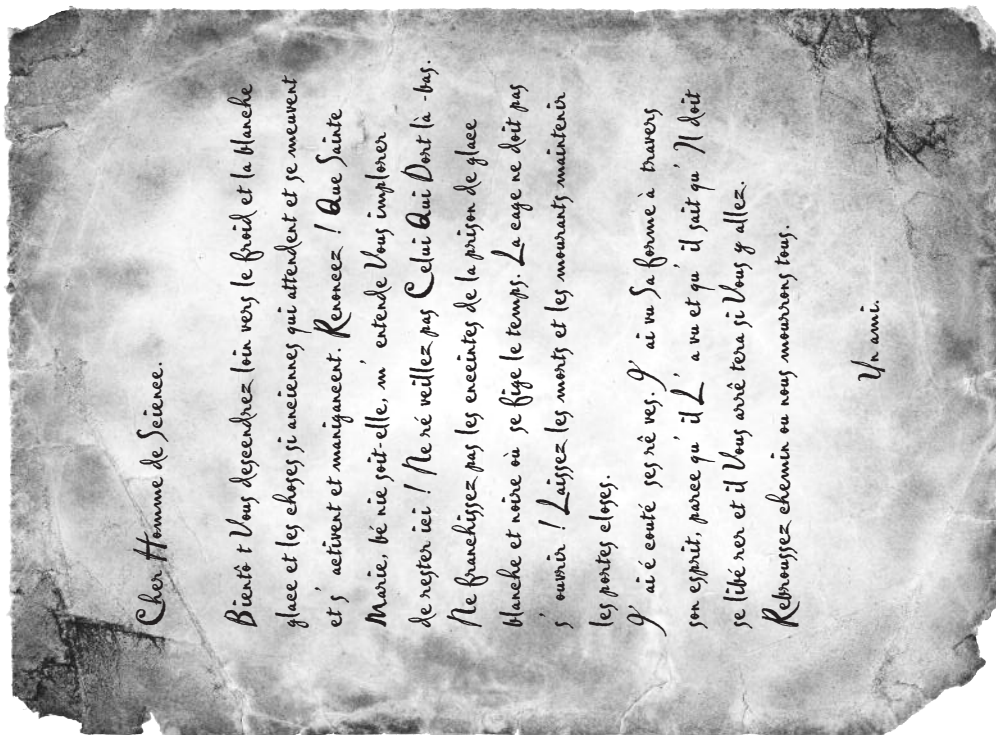 Cher Homme de Science.
Bientôt Vous descendrez loin vers le froid et la blanche
glace et les choses si anciennes qui attendent et se meuvent
et s' activent et manigancent. Renoncez ! Que Sainte
Marie, bé nie soit-elle, m' entende Vous implorer
de rester ici ! Ne ré veillez pas Celui Qui Dort là -bas.
Ne franchissez pas les enceintes de la prison de glace
blanche et noire où se fige le temps. La cage ne doit pas
s' ouvrir ! Laissez les morts et les mourants maintenir
les portes closes.
J' ai é couté ses rê ves. J' ai vu Sa forme à travers
son esprit, parce qu' il L' a vu et qu' il sait qu' Il doit
se libé rer et il Vous arrê tera si Vous y allez.
Rebroussez chemin ou nous mourrons tous.
Un ami.